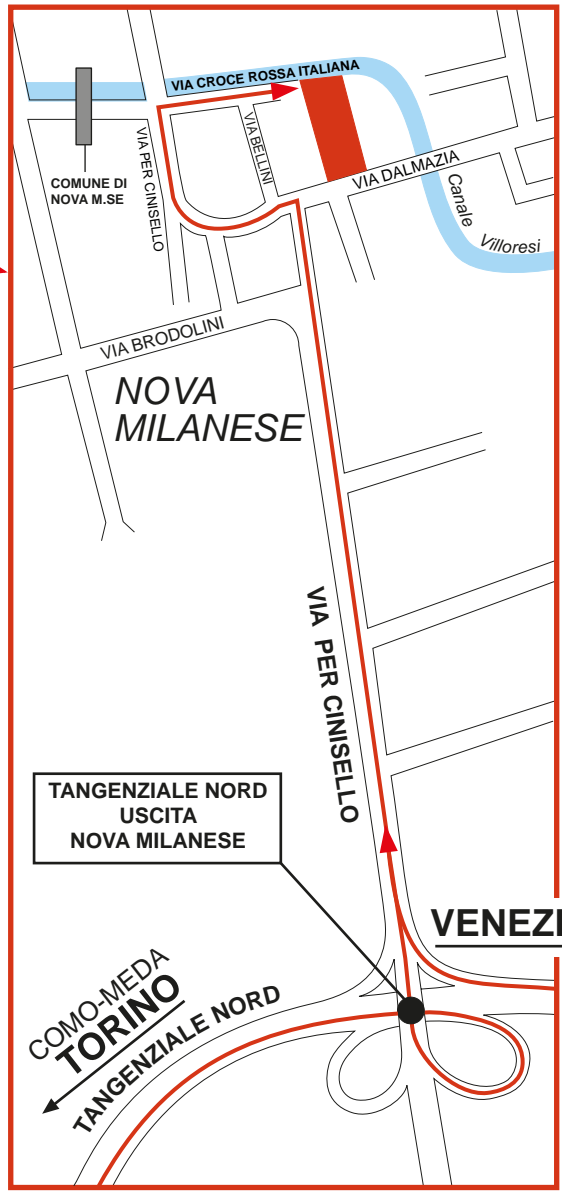 VIA CROCE ROSSA ITALIANA
VIA PER CINISELLO
VIA BELLINI
COMUNE DI
NOVA M.SE
VIA DALMAZIA
Canale
Villoresi
VIA BRODOLINI
NOVA
MILANESE
VIA PER CINISELLO
TANGENZIALE NORD
USCITA
NOVA MILANESE
VENEZI
COMO-MEDA
TORINO
TANGENZIALE NORD